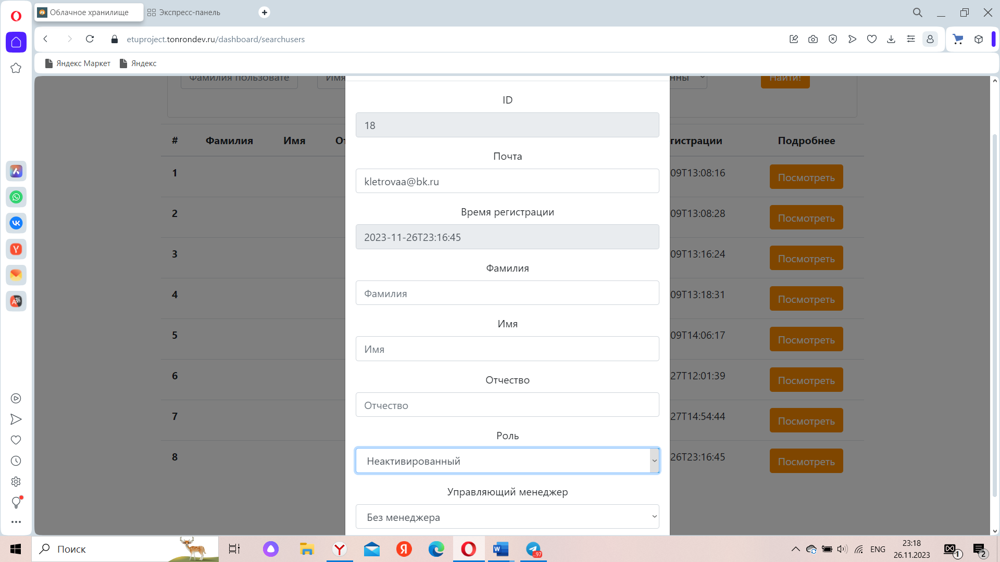 Облачное хранилище
Экспресс-панель
etuproject.tonrondev.ru/dashboard/searchusers
Яндекс Маркет
Яндекс
Фамилия пользовате
Имя
нны
Найти!
ID
18
# Фамилия Имя От гистрации Подробнее
Почта
1 09T13:08:16 Посмотреть
kletrovaa@bk.ru
Время регистрации
2 09T13:08:28 Посмотреть
2023-11-26T23:16:45
3 09T13:16:24 Посмотреть
Фамилия
Фамилия
4 09T13:18:31 Посмотреть
Имя
5 09T14:06:17 Посмотреть
Имя
6 27T12:01:39 Посмотреть
Отчество
Отчество
7 27T14:54:44 Посмотреть
Роль
Неактивированный
8 26T23:16:45 Посмотреть
Управляющий менеджер
Без менеджера
Поиск
..97
ENG
23:18
26.11.2023
1
2